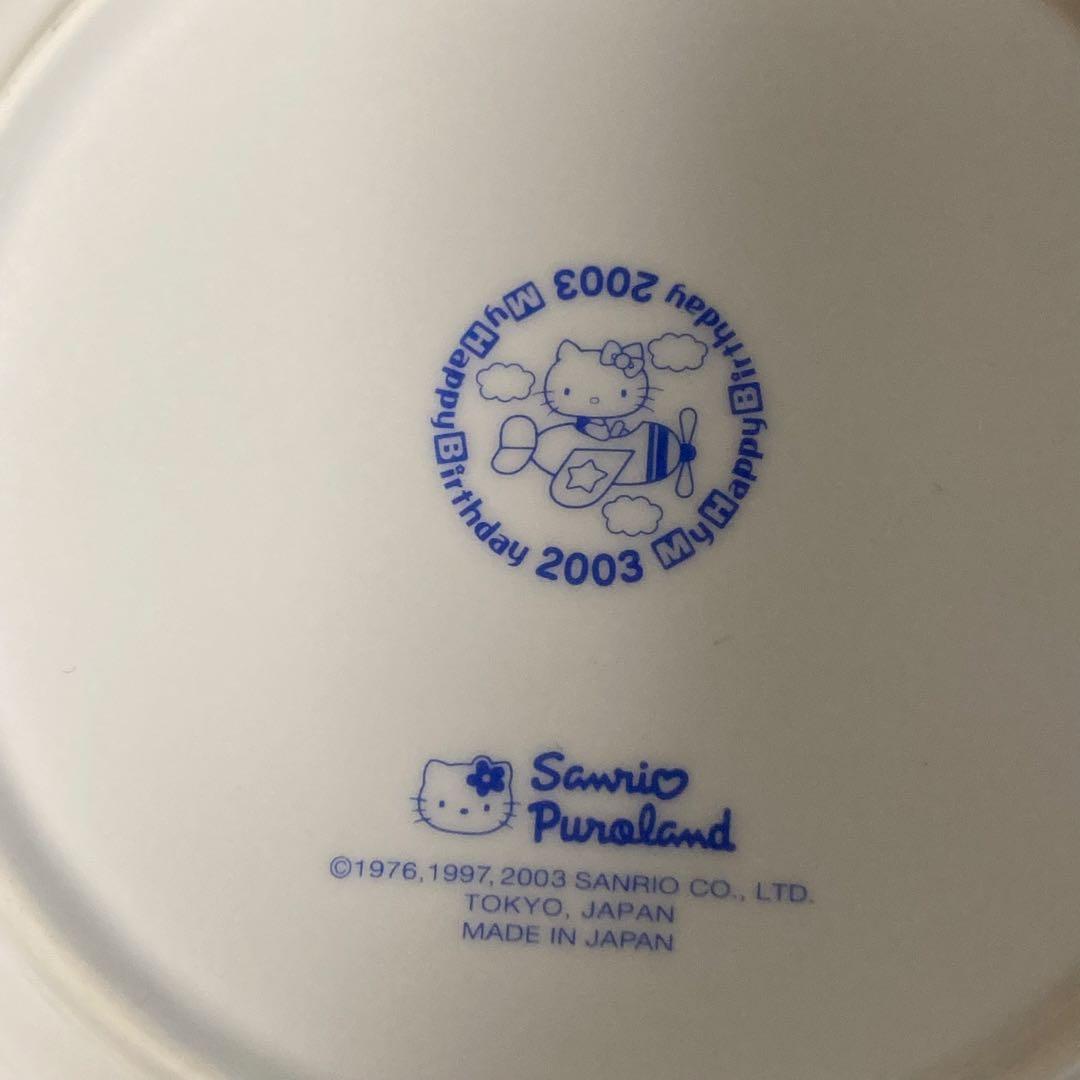 My Happy Birthday 2003 My Happy Birthday 2003
Sanrio
Puroland
©1976,1997,2003 SANRIO CO., LTD.
TOKYO, JAPAN
MADE IN JAPAN